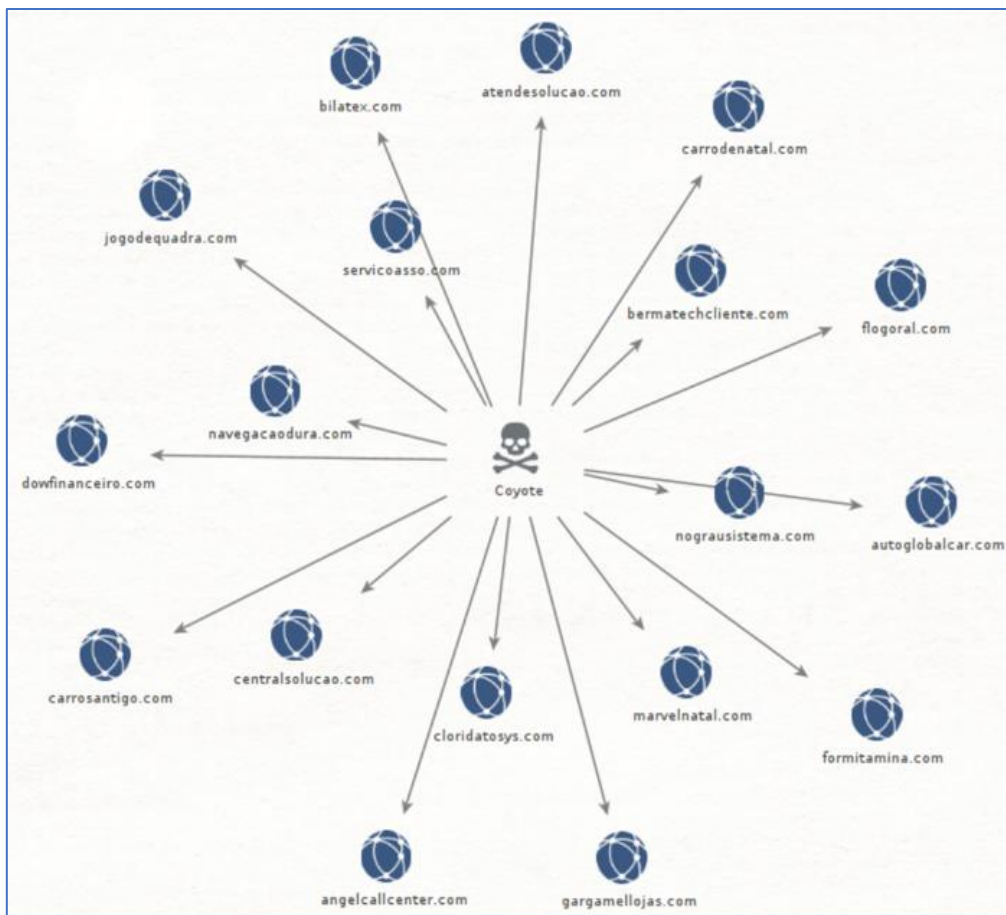 atendesolucao.com
bilatex.com
carrodenatal.com
jogodequadra.com
servicoasso.com
bermatechcliente.com
flogoral.com
navegacaodura.com
dowfinanceiro.com
Coyote
nograusistema.com
autoglobalcar.com
centralsolucao.com
carrosantigo.com
cloridatosys.com
marvelnatal.com
formitamina.com
angelcallcenter.com
gargamellojas.com